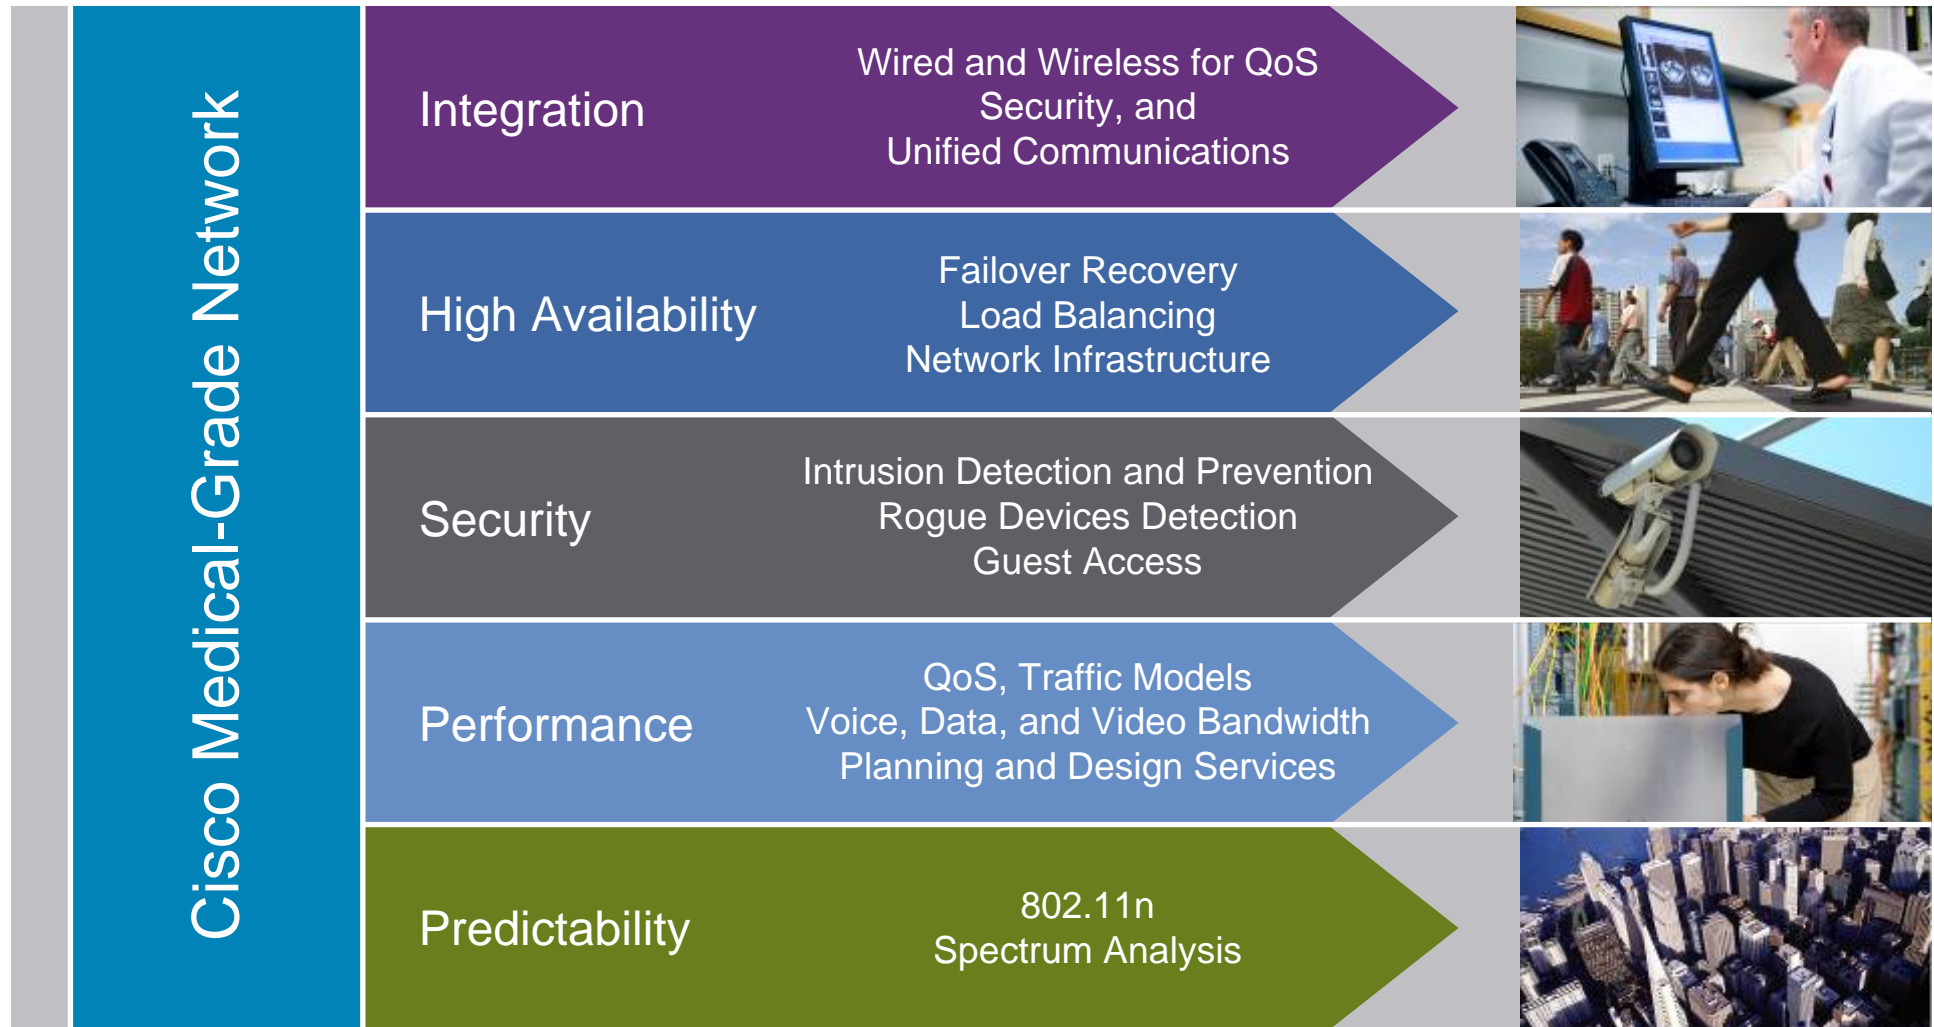 Cisco Medical-Grade Network
Integration
Wired and Wireless for QoS
Security, and
Unified Communications
High Availability
Failover Recovery
Load Balancing
Network Infrastructure
Security
Intrusion Detection and Prevention
Rogue Devices Detection
Guest Access
Performance
QoS, Traffic Models
Voice, Data, and Video Bandwidth
Planning and Design Services
Predictability
802.11n
Spectrum Analysis